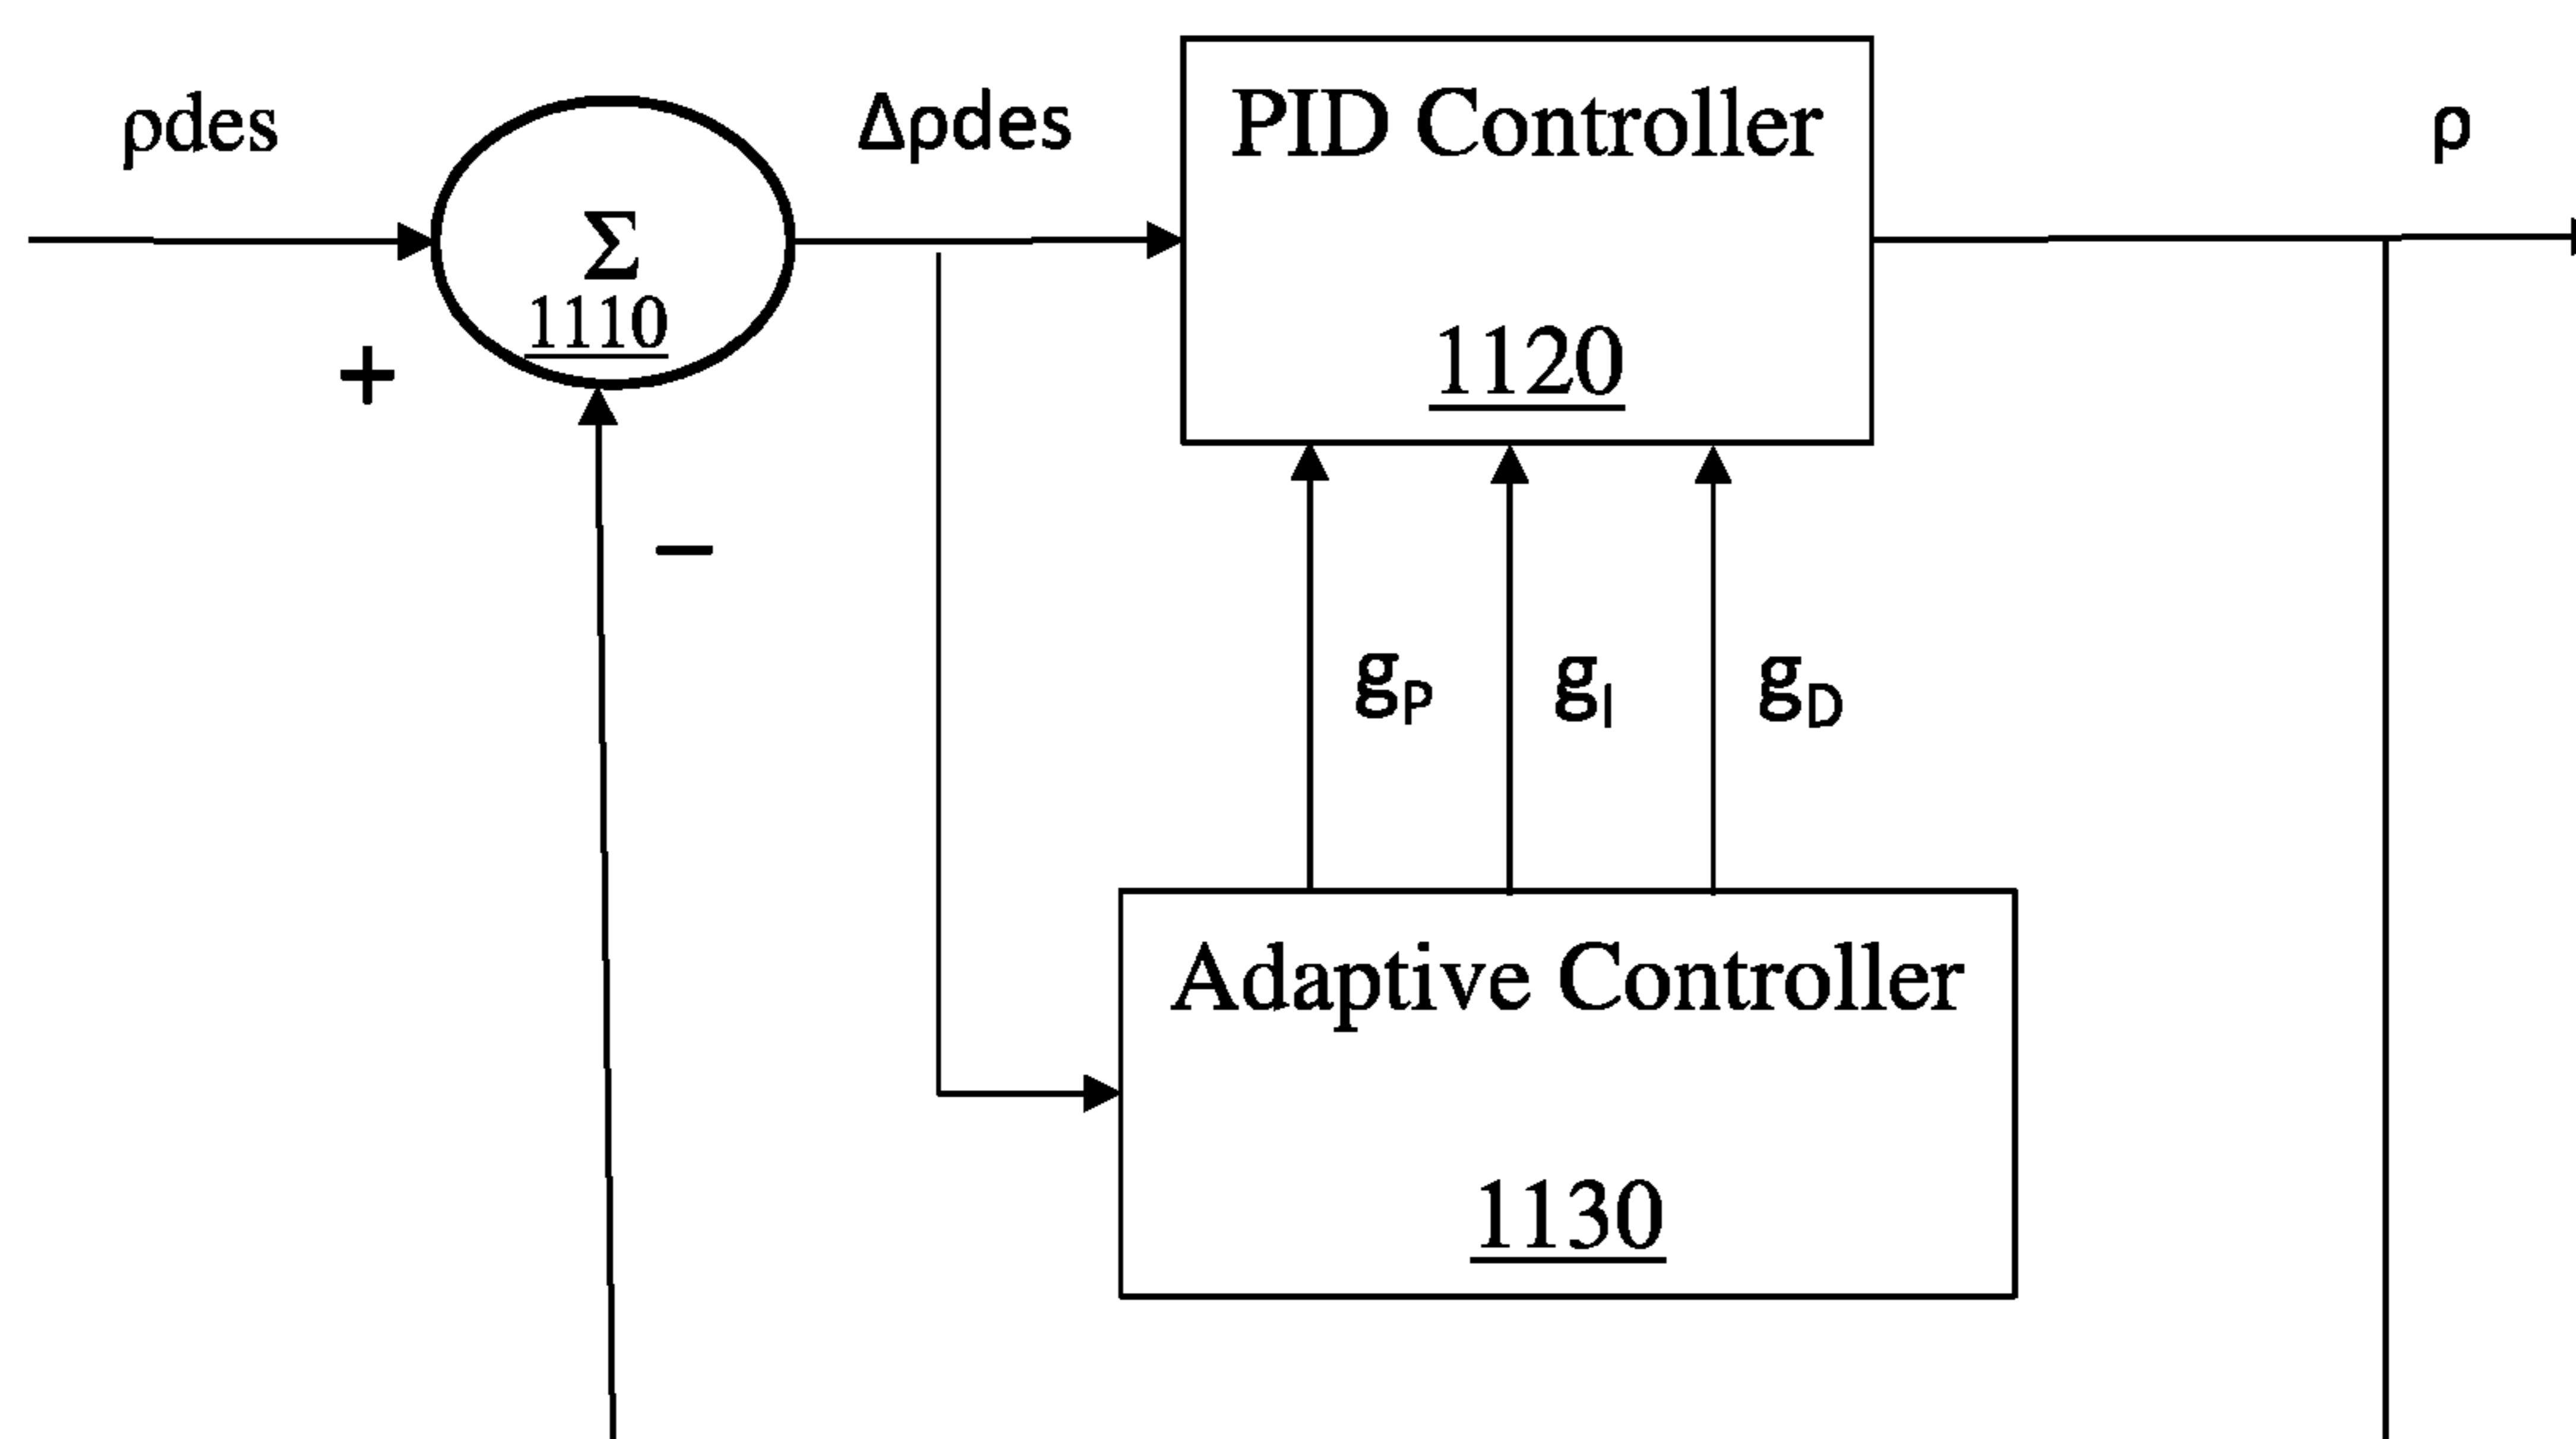 ρdes
Σ
1110
+
−
Δρdes
PID Controller
1120
ρ
gP
gI
gD
Adaptive Controller
1130